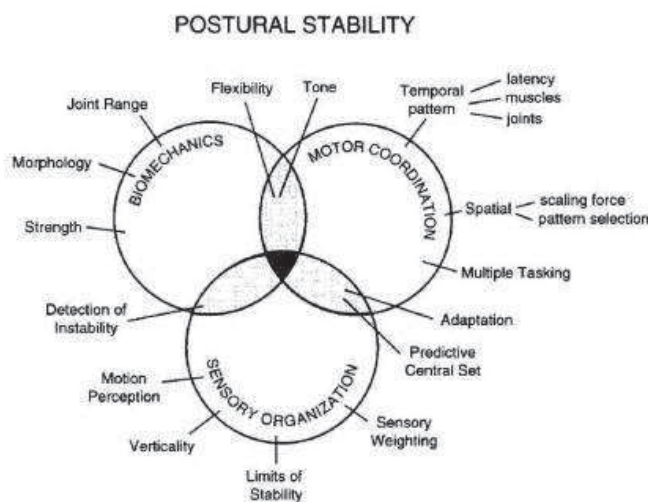 POSTURAL STABILITY
Flexibility
Tone
Temporal
pattern
latency
muscles
joints
Joint Range
Morphology
Strength
BIOMECHANICS
MOTOR COORDINATION
Spatial
scaling force
pattern selection
Multiple Tasking
Detection of
Instability
Adaptation
Predictive
Central Set
Motion
Perception
SENSORY ORGANIZATION
Verticality
Sensory
Weighting
Limits of
Stability